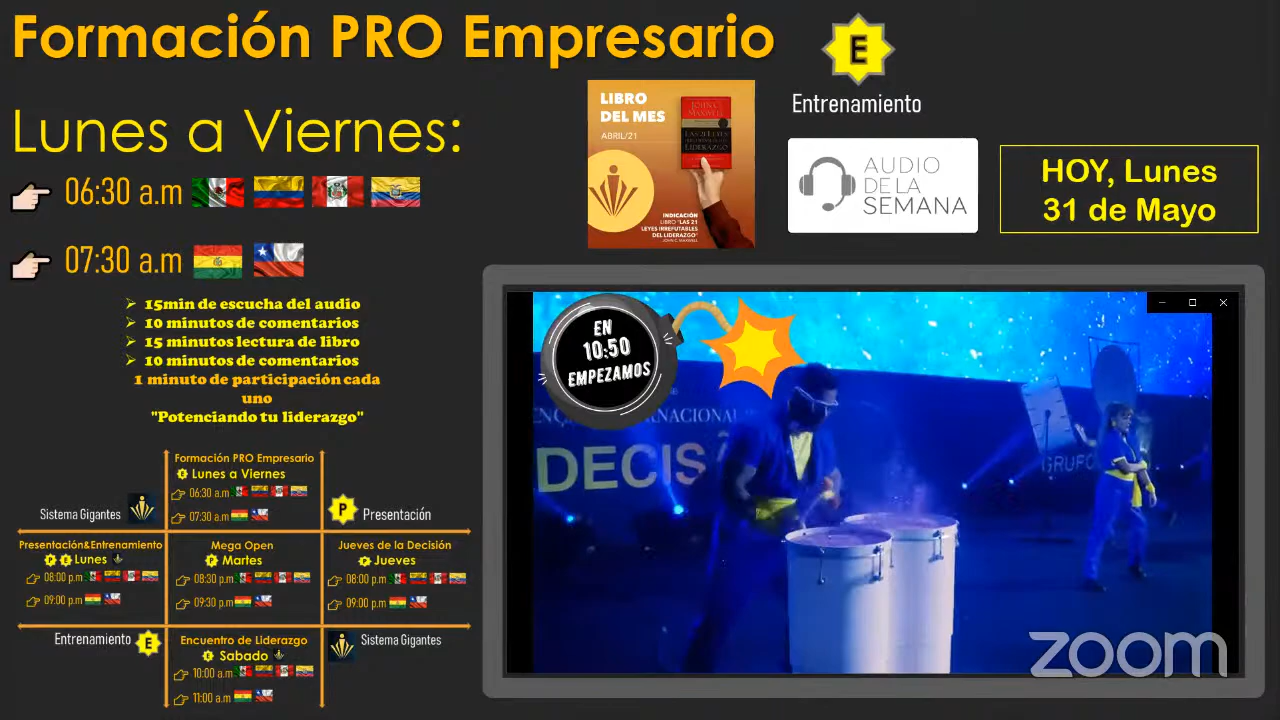 Formación PRO Empresario
E
Entrenamiento
Lunes a Viernes:
06:30 a.m
07:30 a.m
LIBRO
DEL MES
ABRIL/21
JOHN C.
MAXWELL
LAS 21 LEYES
LIDERAZGO
INDICACIÓN
LIBRO "LAS 21
LEYES IRREFUTABLES
DEL LIDERAZGO"
JOHN C. MAXWELL
AUDIO
DE LA
SEMANA
HOY, Lunes
31 de Mayo
15min de escucha del audio
10 minutos de comentarios
15 minutos lectura de libro
10 minutos de comentarios
1 minuto de participación cada
uno
"Potenciando tu liderazgo"
EN
10:50
EMPEZAMOS
DECISÃ
GRUPO
zoom
Formación PRO Empresario
E Lunes a Viernes
06:30 a.m
07:30 a.m
Sistema Gigantes
P Presentación
Presentación&Entrenamiento
P E Lunes
08:00 p.m
09:00 p.m
Mega Open
P Martes
08:30 p.m
09:30 p.m
Jueves de la Decisión
P Jueves
08:00 p.m
09:00 p.m
Entrenamiento E
Encuentro de Liderazgo
E Sabado
10:00 a.m
11:00 a.m
Sistema Gigantes